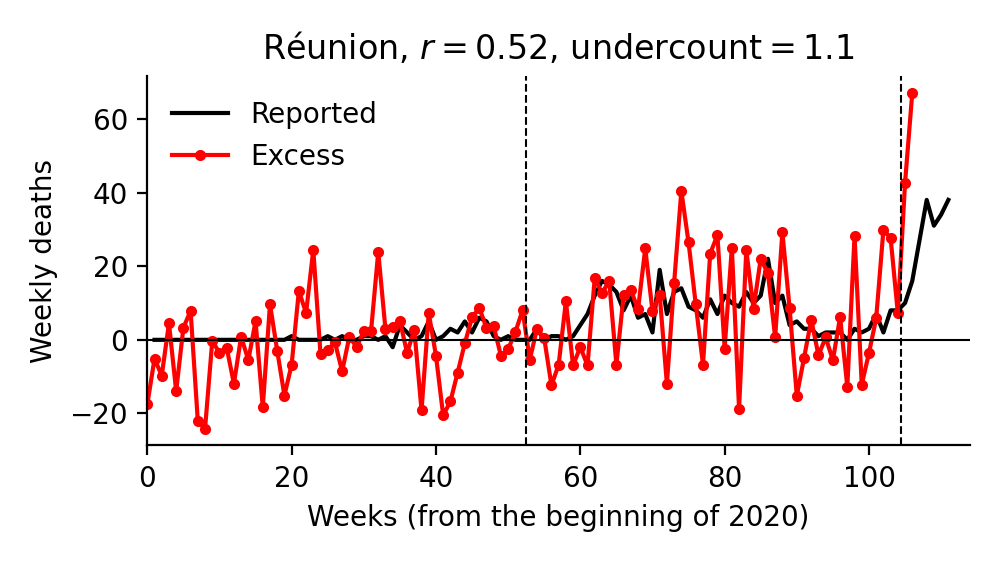 Réunion, r = 0.52, undercount = 1.1
Reported
Excess
Weekly deaths
60
40
20
0
−20
0 20 40 60 80 100
Weeks (from the beginning of 2020)